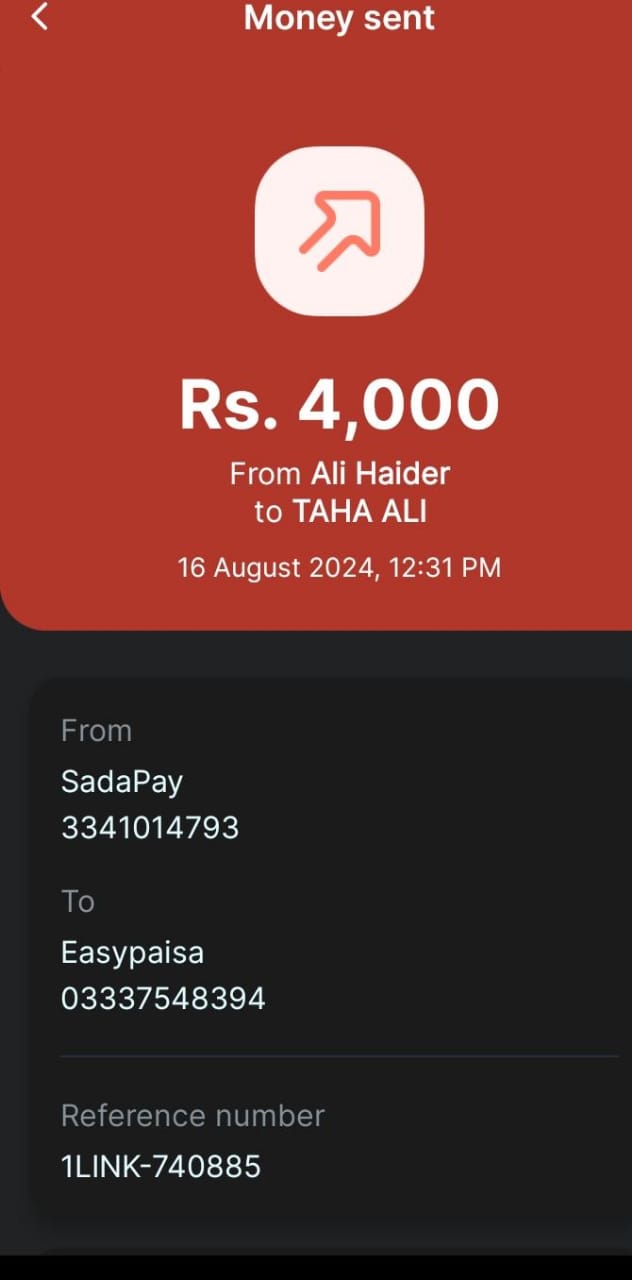 Money sent
Rs. 4,000
From Ali Haider
to TAHA ALI
16 August 2024, 12:31 PM
From
SadaPay
3341014793
To
Easypaisa
03337548394
Reference number
1LINK-740885